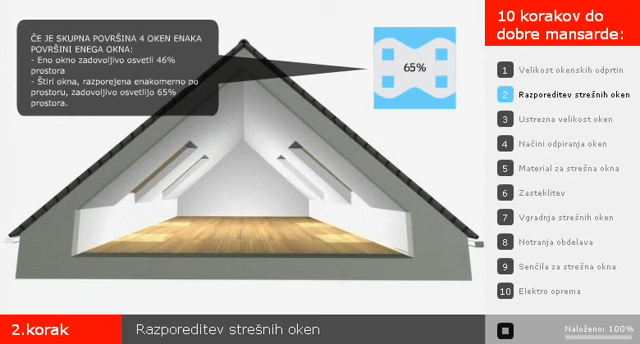 ČE JE SKUPNA POVRŠINA 4 OKEN ENAKA
POVRŠINI ENEGA OKNA:
- Eno okno zadovoljivo osvetli 46%
prostora
- Štiri okna, razporejena enakomerno po
prostoru, zadovoljivo osvetlijo 65%
prostora.
65%
10 korakov do
dobre mansarde:
1 Velikost okenskih odprtin
2 Razporeditev strešnih oken
3 Ustrezna velikost oken
4 Načini odpiranja oken
5 Material za strešna okna
6 Zasteklitev
7 Vgradnja strešnih oken
8 Notranja obdelava
9 Senčila za strešna okna
10 Elektro oprema
2.korak
Razporeditev strešnih oken
Naloženo: 100%